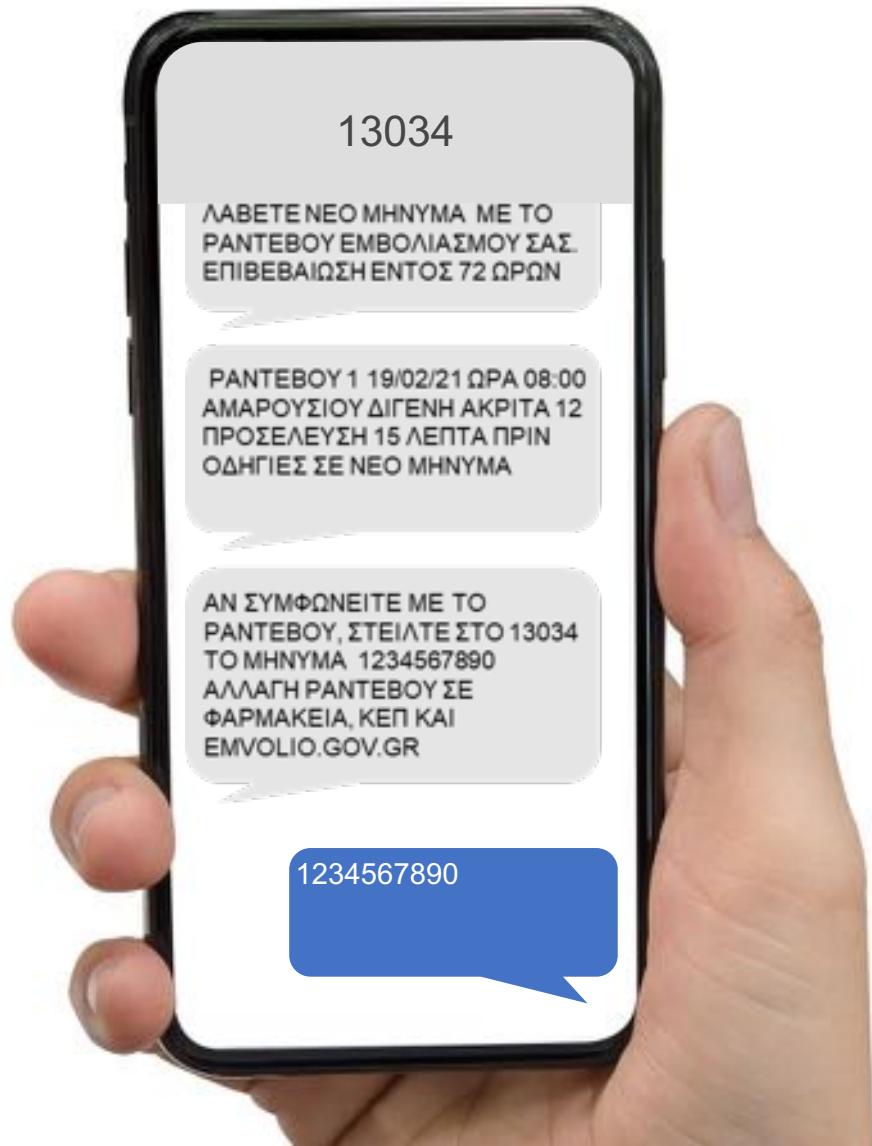 13034
ΛΑΒΕΤΕ ΝΕΟ ΜΗΝΥΜΑ ΜΕ ΤΟ
ΡΑΝΤΕΒΟΥ ΕΜΒΟΛΙΑΣΜΟΥ ΣΑΣ.
ΕΠΙΒΕΒΑΙΩΣΗ ΕΝΤΟΣ 72 ΩΡΩΝ
ΡΑΝΤΕΒΟΥ 1 19/02/21 ΩΡΑ 08:00
ΑΜΑΡΟΥΣΙΟΥ ΔΙΓΕΝΗ ΑΚΡΙΤΑ 12
ΠΡΟΣΕΛΕΥΣΗ 15 ΛΕΠΤΑ ΠΡΙΝ
ΟΔΗΓΙΕΣ ΣΕ ΝΕΟ ΜΗΝΥΜΑ
ΑΝ ΣΥΜΦΩΝΕΙΤΕ ΜΕ ΤΟ
ΡΑΝΤΕΒΟΥ, ΣΤΕΙΛΤΕ ΣΤΟ 13034
ΤΟ ΜΗΝΥΜΑ 1234567890
ΑΛΛΑΓΗ ΡΑΝΤΕΒΟΥ ΣΕ
ΦΑΡΜΑΚΕΙΑ, ΚΕΠ ΚΑΙ
EMVOLIO.GOV.GR
1234567890